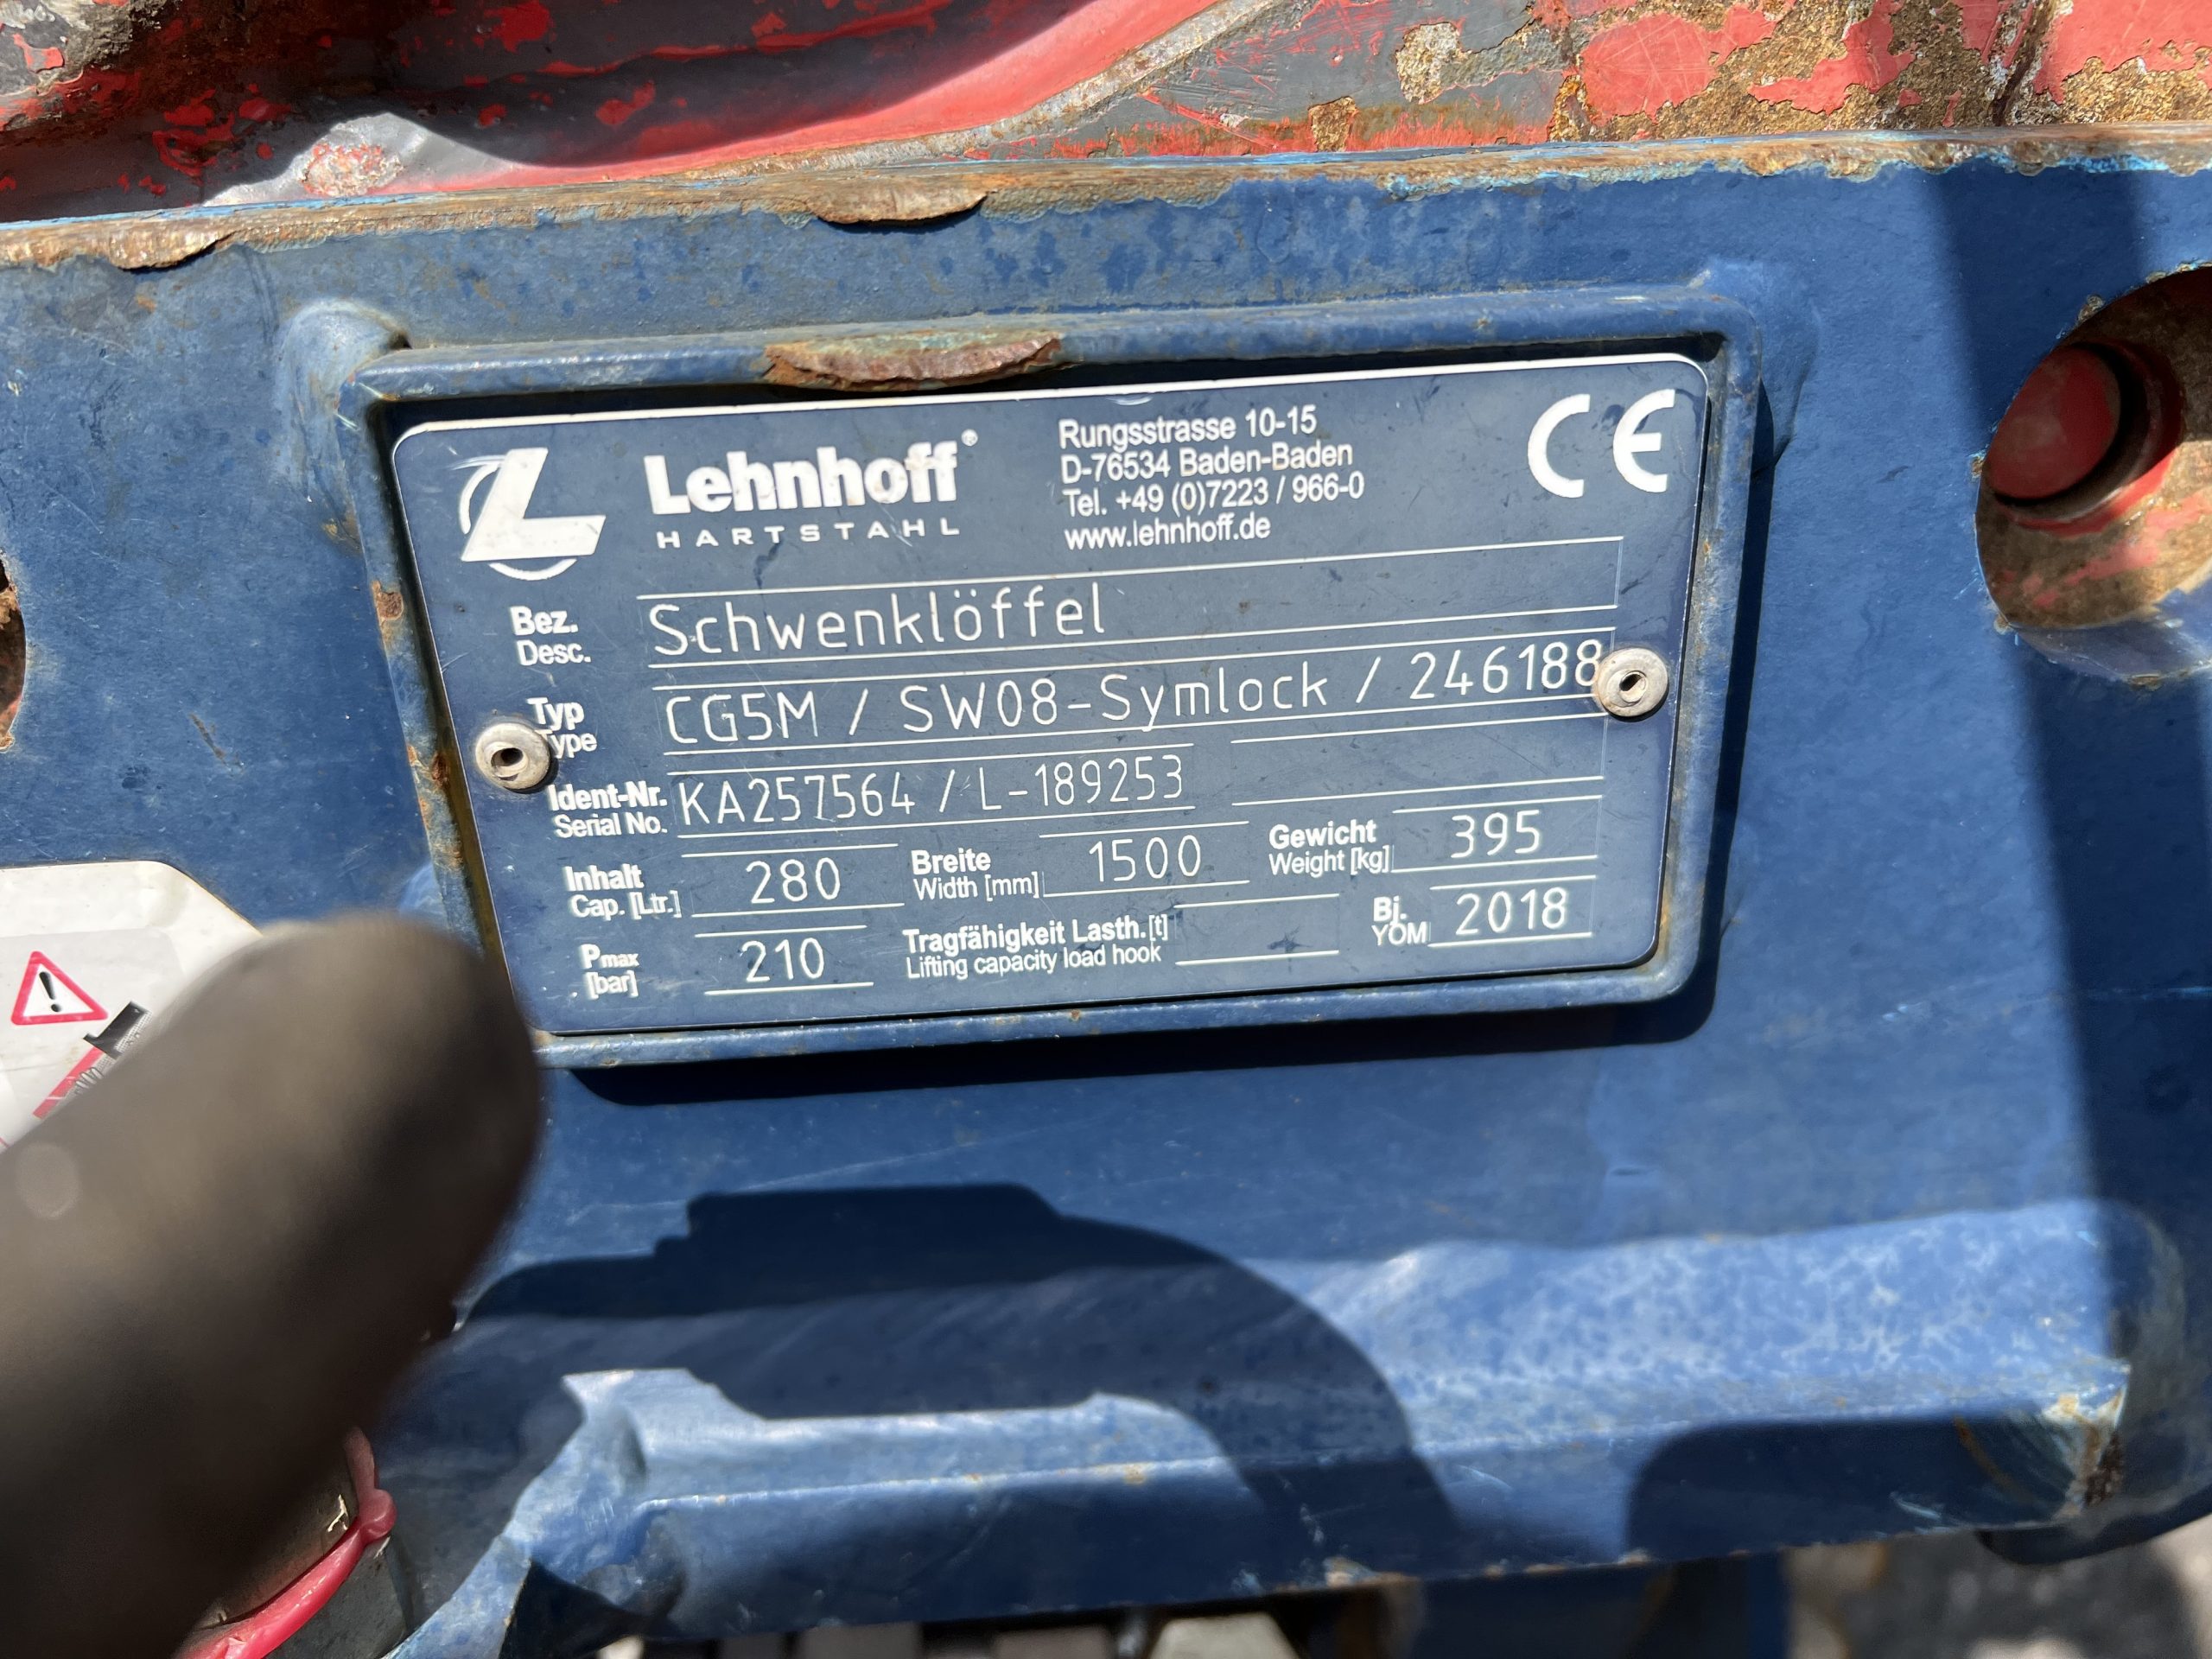 Lehnhoff®
HARTSTAHL
Rungsstrasse 10-15
D-76534 Baden-Baden
Tel. +49 (0)7223 / 966-0
www.lehnhoff.de
CE
Bez.
Desc.
Schwenklöffel
Typ
Type
CG5M / SW08-Symlock / 246188
Ident-Nr.
Serial No.
KA257564 / L-189253
Inhalt
Cap. [Ltr.]
280
Breite
Width [mm]
1500
Gewicht
Weight [kg]
395
Pmax
[bar]
210
Tragfähigkeit Lasth.[t]
Lifting capacity load hook
Bj.
YOM
2018